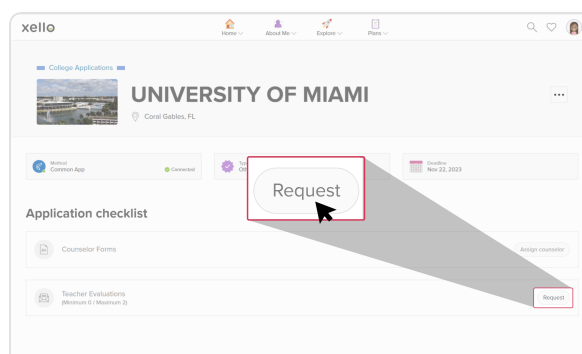 xello
Home
About Me
Explore
Plans
College Applications
UNIVERSITY OF MIAMI
Coral Gables, FL
Method
Common App
Connected
Deadline
Nov 22, 2023
Request
Application checklist
Counselor Forms
Assign counselor
Teacher Evaluations
(Minimum 0 / Maximum 2)
Request